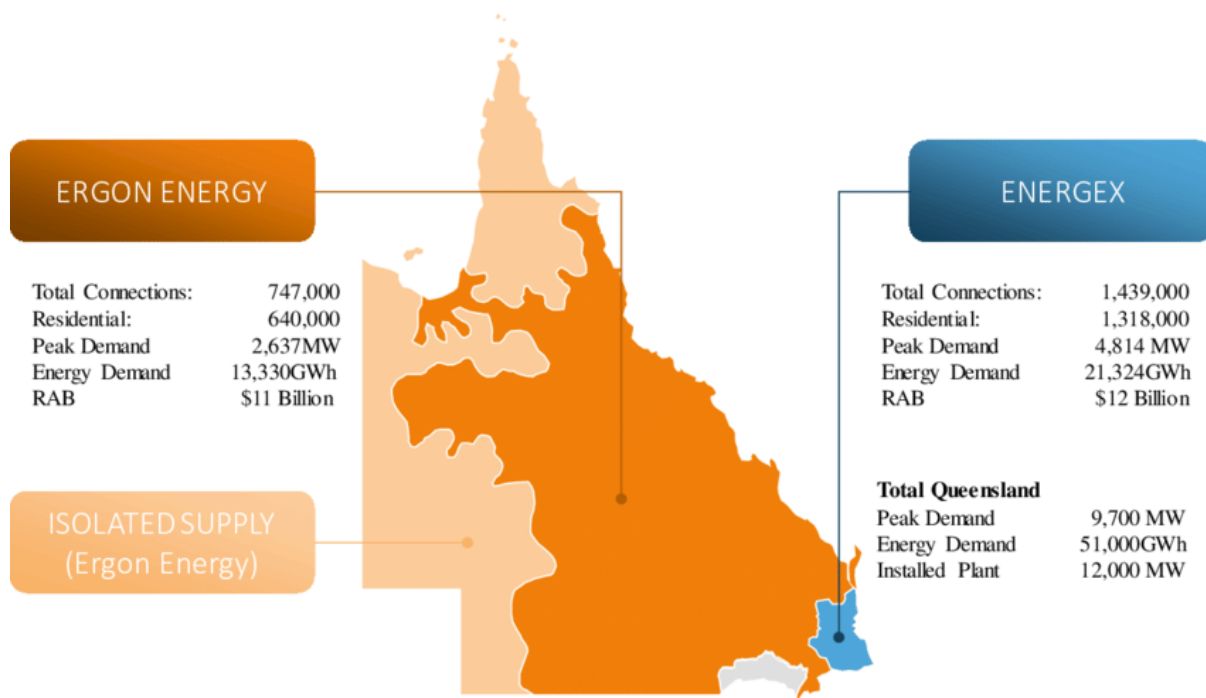 ERGON ENERGY
Total Connections: 747,000
Residential: 640,000
Peak Demand 2,637MW
Energy Demand 13,330GWh
RAB $11 Billion
ISOLATED SUPPLY
(Ergon Energy)
ENERGEX
Total Connections: 1,439,000
Residential: 1,318,000
Peak Demand 4,814 MW
Energy Demand 21,324GWh
RAB $12 Billion
Total Queensland
Peak Demand 9,700 MW
Energy Demand 51,000GWh
Installed Plant 12,000 MW